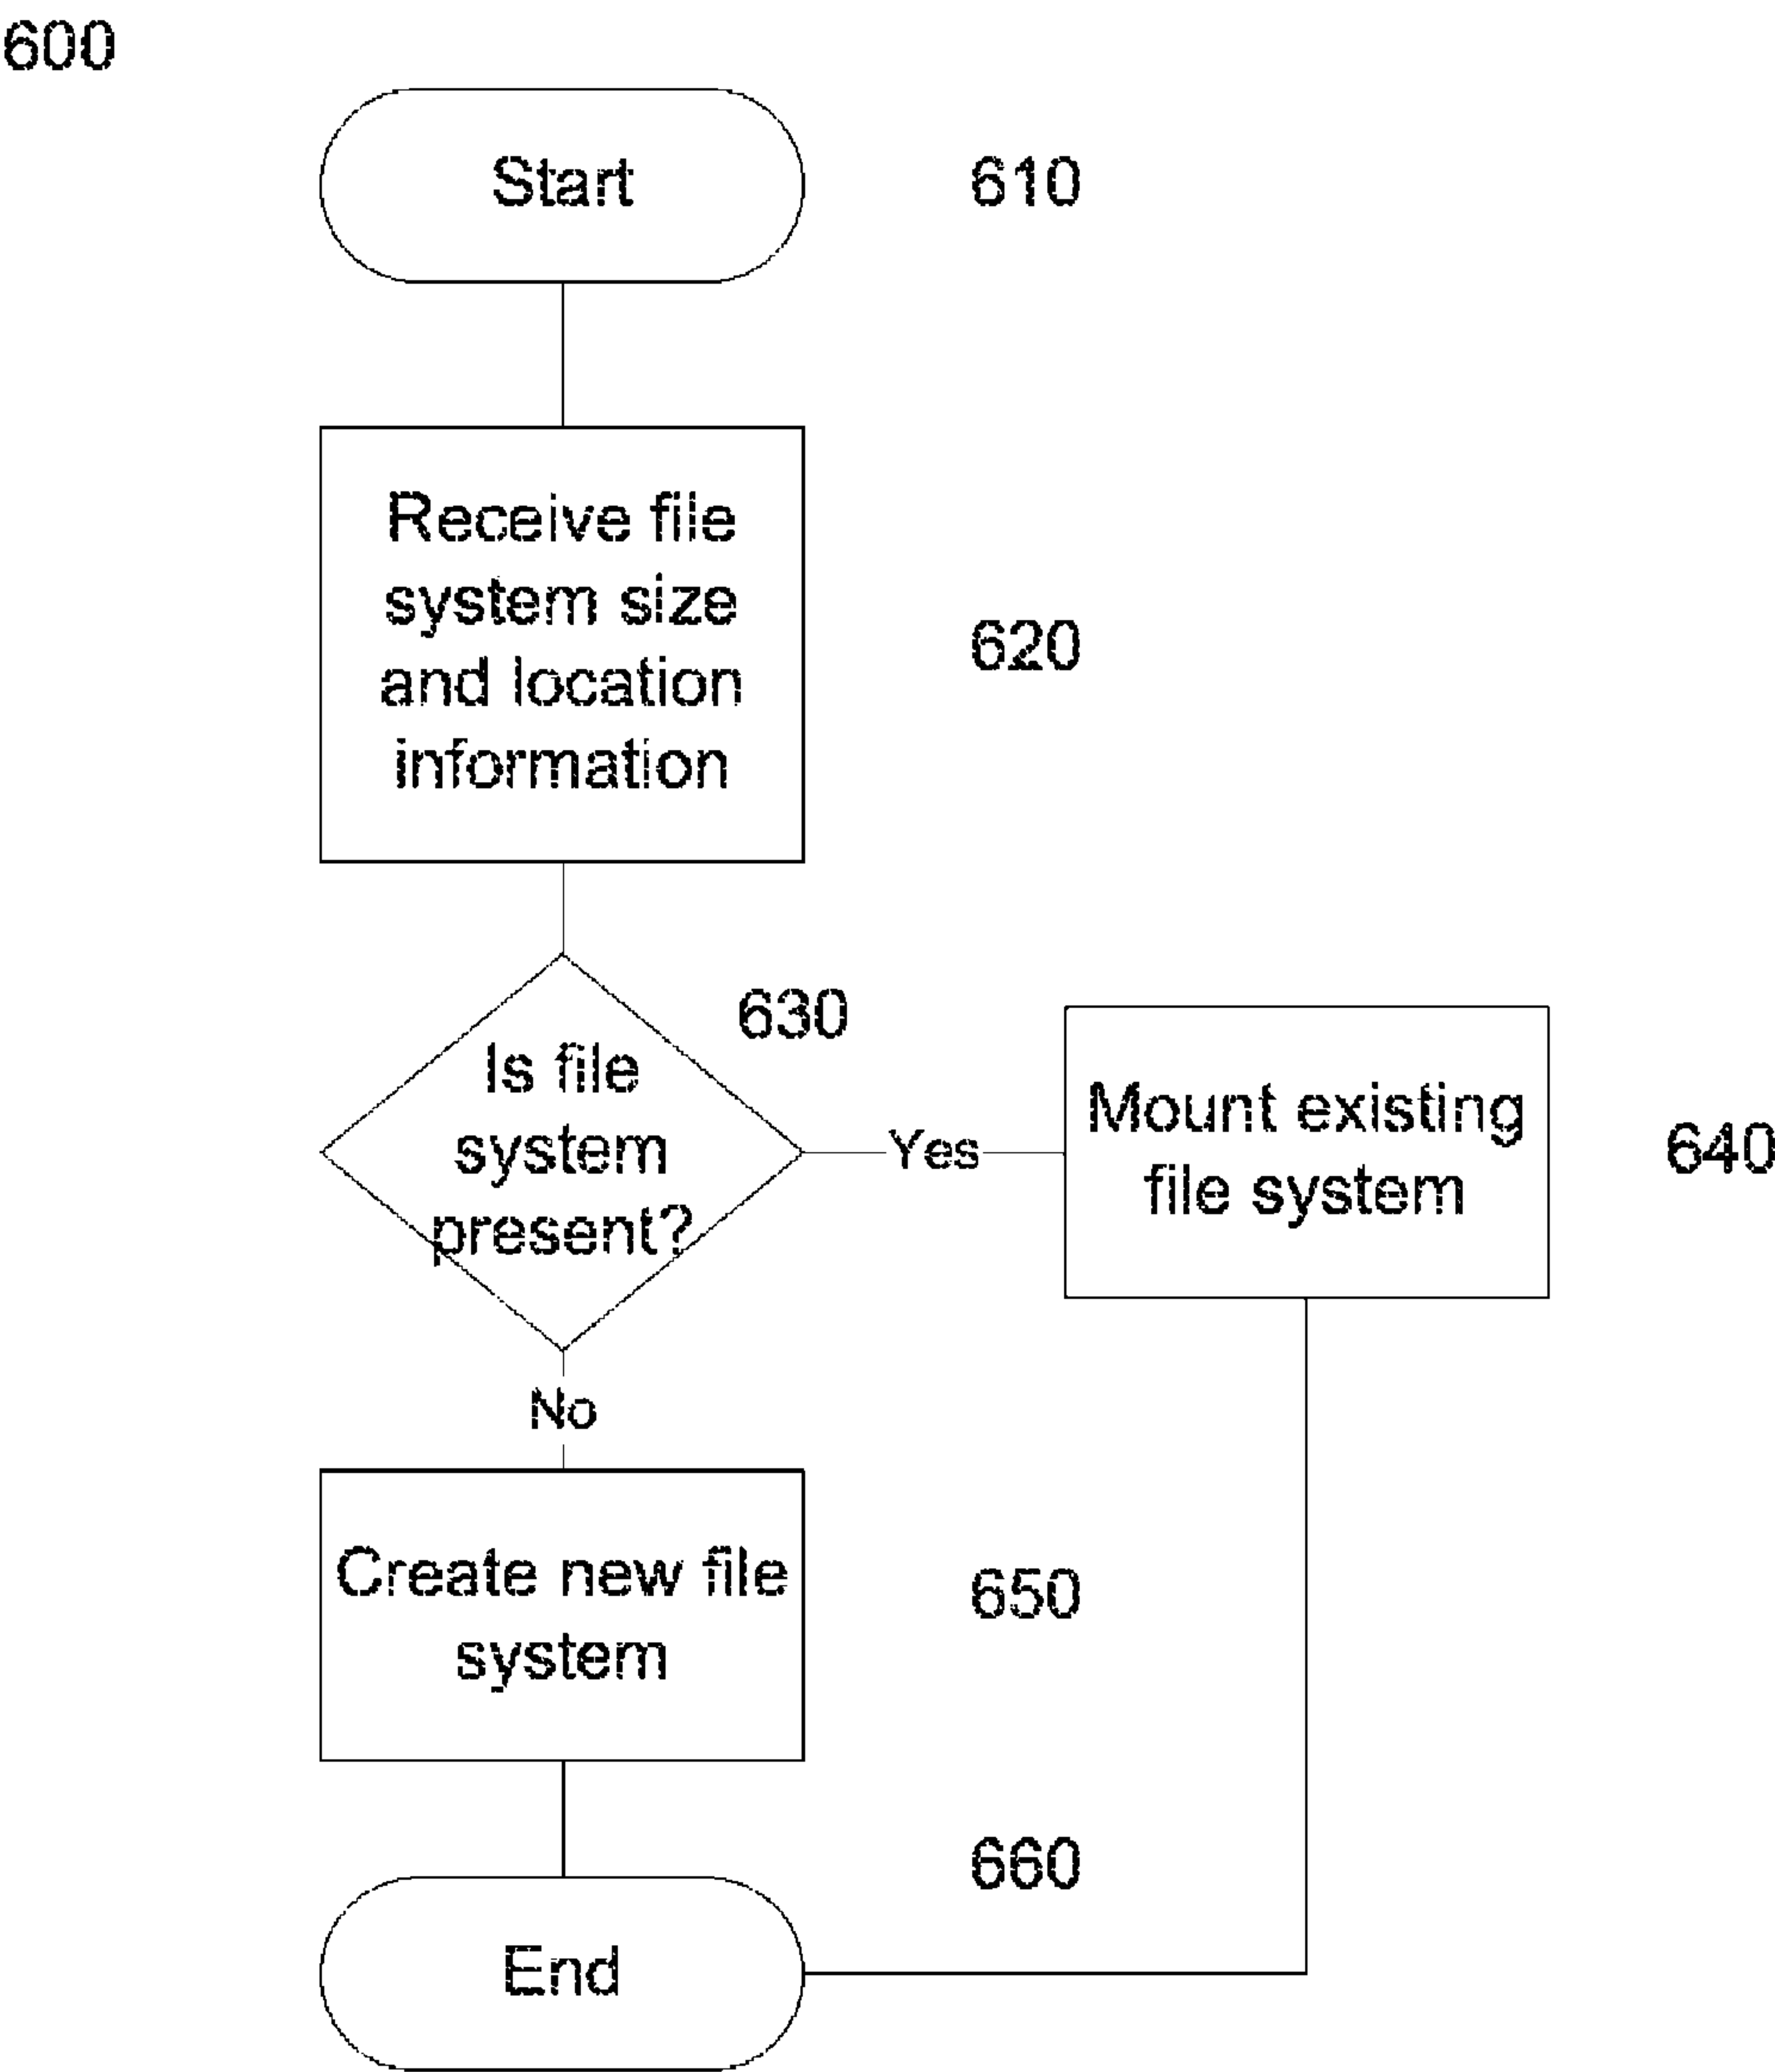 600
Start
610
Receive file
system size
and location
information
620
630
Is file
system
present?
Yes
Mount existing
file system
640
No
Create new file
system
650
660
End